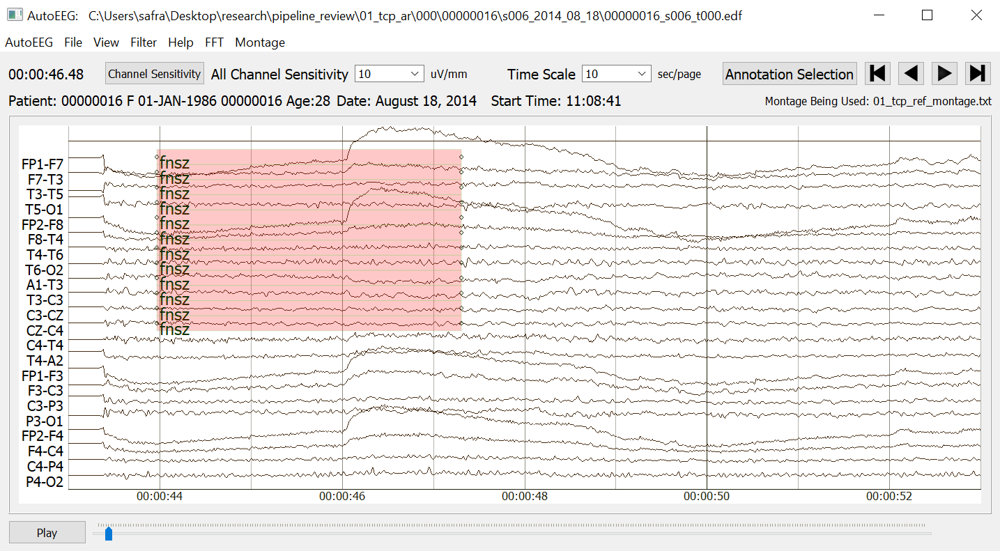 AutoEEG: C:\Users\safra\Desktop\research\pipeline_review\01_tcp_ar\000\00000016\s006_2014_08_18\00000016_s006_t000.edf
AutoEEG File View Filter Help FFT Montage
00:00:46.48 Channel Sensitivity All Channel Sensitivity 10 uV/mm Time Scale 10 sec/page Annotation Selection
Patient: 00000016 F 01-JAN-1986 00000016 Age:28 Date: August 18, 2014 Start Time: 11:08:41 Montage Being Used: 01_tcp_ref_montage.txt
FP1-F7 fnsz
F7-T3 fnsz
T3-T5 fnsz
T5-O1 fnsz
FP2-F8 fnsz
F8-T4 fnsz
T4-T6 fnsz
T6-O2 fnsz
A1-T3 fnsz
T3-C3 fnsz
C3-CZ fnsz
CZ-C4 fnsz
C4-T4
T4-A2
FP1-F3
F3-C3
C3-P3
P3-O1
FP2-F4
F4-C4
C4-P4
P4-O2
00:00:44 00:00:46 00:00:48 00:00:50 00:00:52
Play